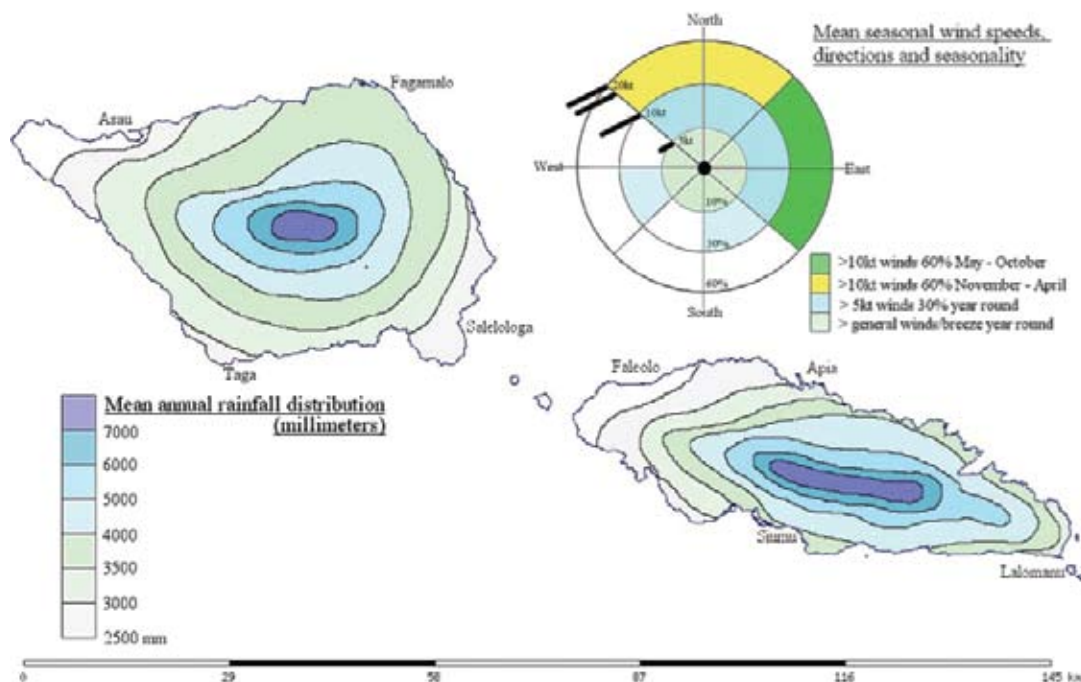 North
Mean seasonal wind speeds,
directions and seasonality
Fagamalo
Asau
20kt
10kt
5kt
West
East
10%
30%
60%
South
>10kt winds 60% May - October
>10kt winds 60% November - April
> 5kt winds 30% year round
> general winds/breeze year round
Salelologa
Taga
Faleolo
Apia
Mean annual rainfall distribution
(millimeters)
7000
6000
5000
4000
3500
3000
2500 mm
Siumu
Lalomanu
0
29
58
87
116
145 km